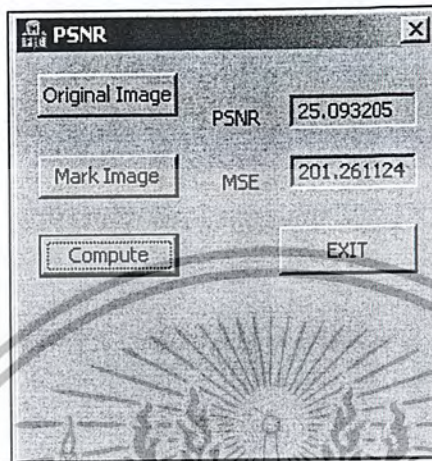 PSNR
Original Image
PSNR 25.093205
Mark Image
MSE 201.261124
Compute
EXIT